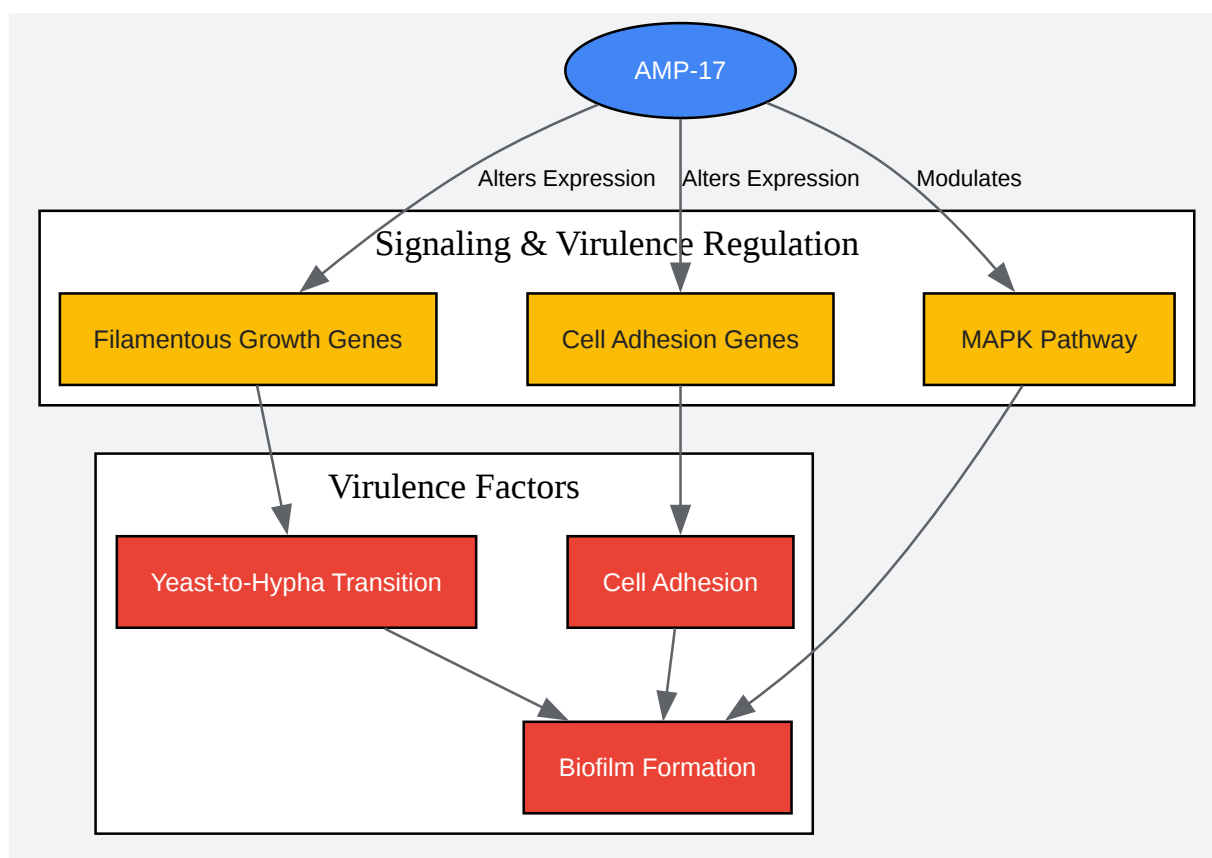 AMP-17
Alters Expression
Alters Expression
Modulates
Signaling & Virulence Regulation
Filamentous Growth Genes
Cell Adhesion Genes
MAPK Pathway
Virulence Factors
Yeast-to-Hypha Transition
Cell Adhesion
Biofilm Formation